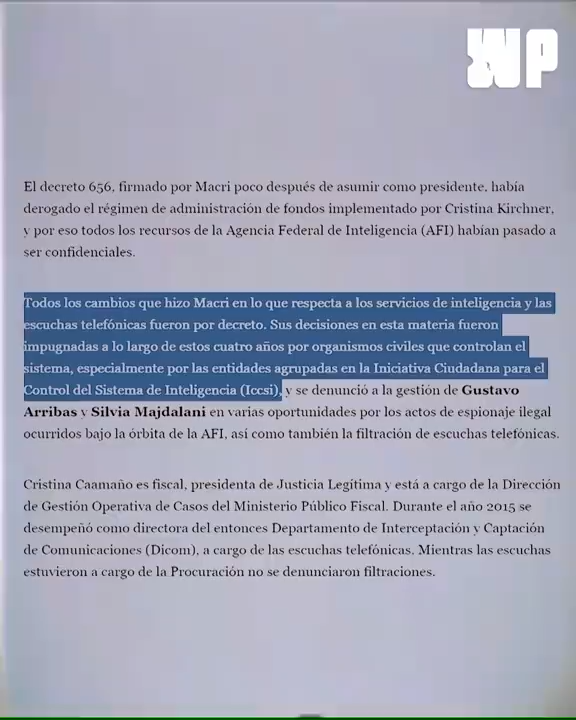 WP
El decreto 656, firmado por Macri poco después de asumir como presidente, había
derogado el régimen de administración de fondos implementado por Cristina Kirchner,
y por eso todos los recursos de la Agencia Federal de Inteligencia (AFI) habían pasado a
ser confidenciales.
Todos los cambios que hizo Macri en lo que respecta a los servicios de inteligencia y las
escuchas telefónicas fueron por decreto. Sus decisiones en esta materia fueron
impugnadas a lo largo de estos cuatro años por organismos civiles que controlan el
sistema, especialmente por las entidades agrupadas en la Iniciativa Ciudadana para el
Control del Sistema de Inteligencia (Iccsi), y se denunció a la gestión de Gustavo
Arribas y Silvia Majdalani en varias oportunidades por los actos de espionaje ilegal
ocurridos bajo la órbita de la AFI, así como también la filtración de escuchas telefónicas.
Cristina Caamaño es fiscal, presidenta de Justicia Legítima y está a cargo de la Dirección
de Gestión Operativa de Casos del Ministerio Público Fiscal. Durante el año 2015 se
desempeñó como directora del entonces Departamento de Interceptación y Captación
de Comunicaciones (Dicom), a cargo de las escuchas telefónicas. Mientras las escuchas
estuvieron a cargo de la Procuración no se denunciaron filtraciones.